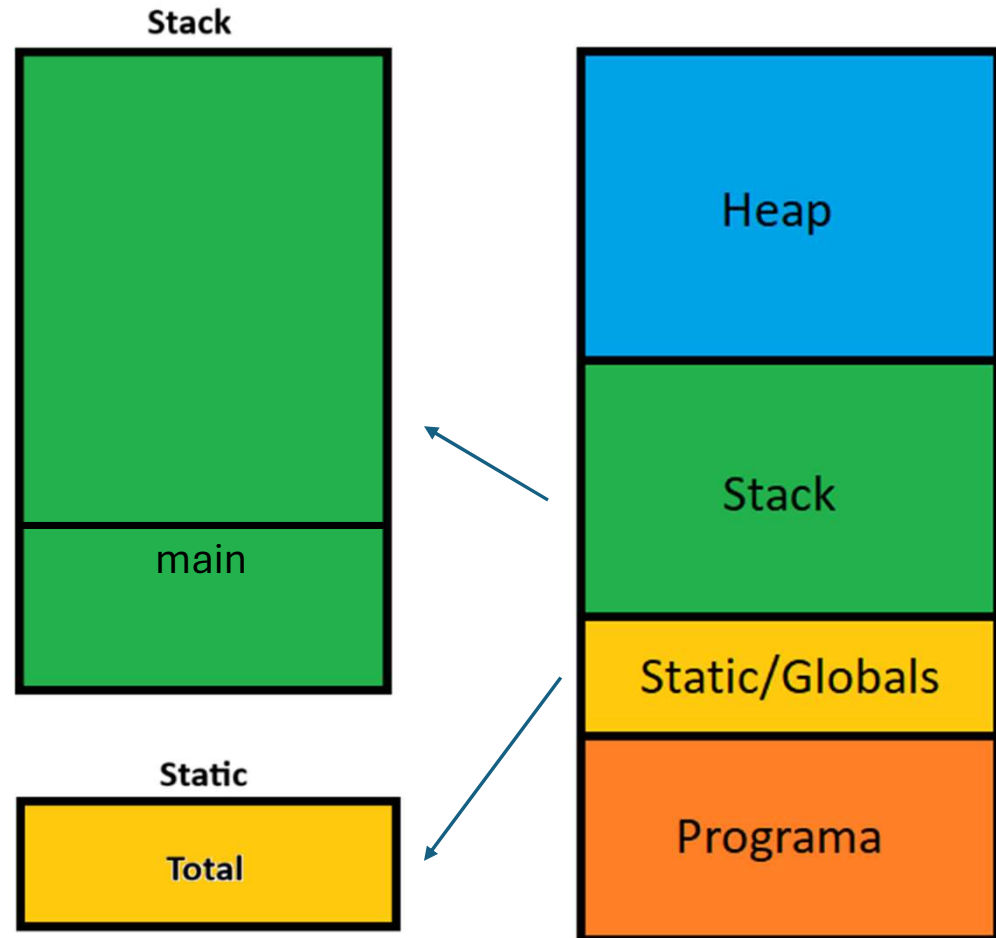 Stack
main
Static
Total
Heap
Stack
Static/Globals
Programa